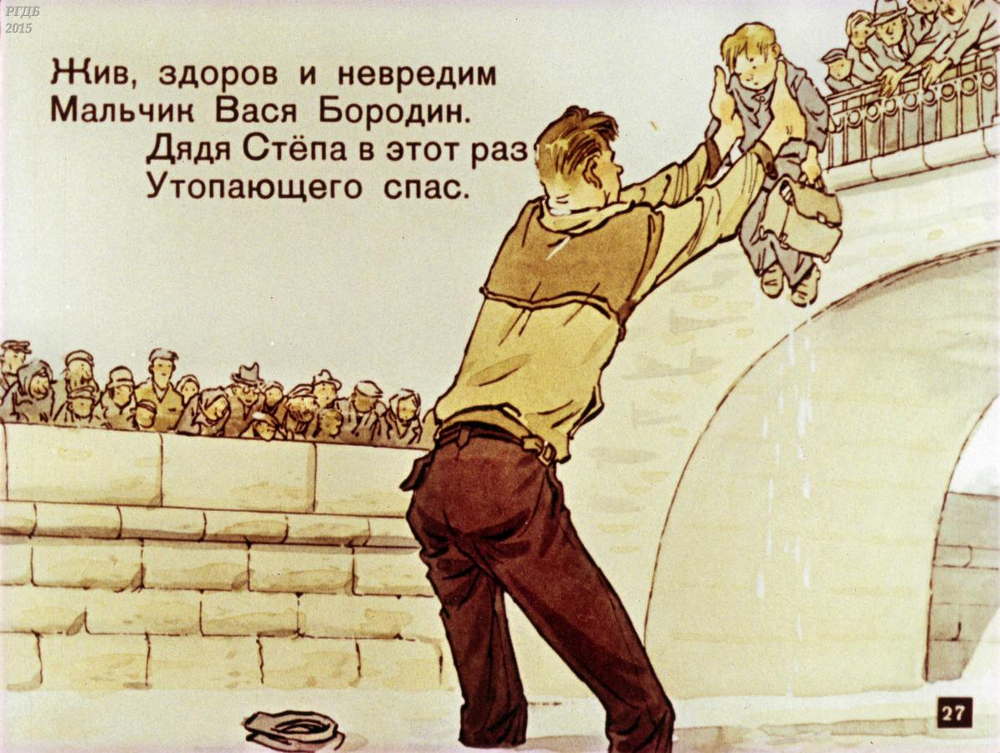 РГДБ
2015
Жив, здоров и невредим
Мальчик Вася Бородин.
Дядя Стёпа в этот раз
Утопающего спас.
27